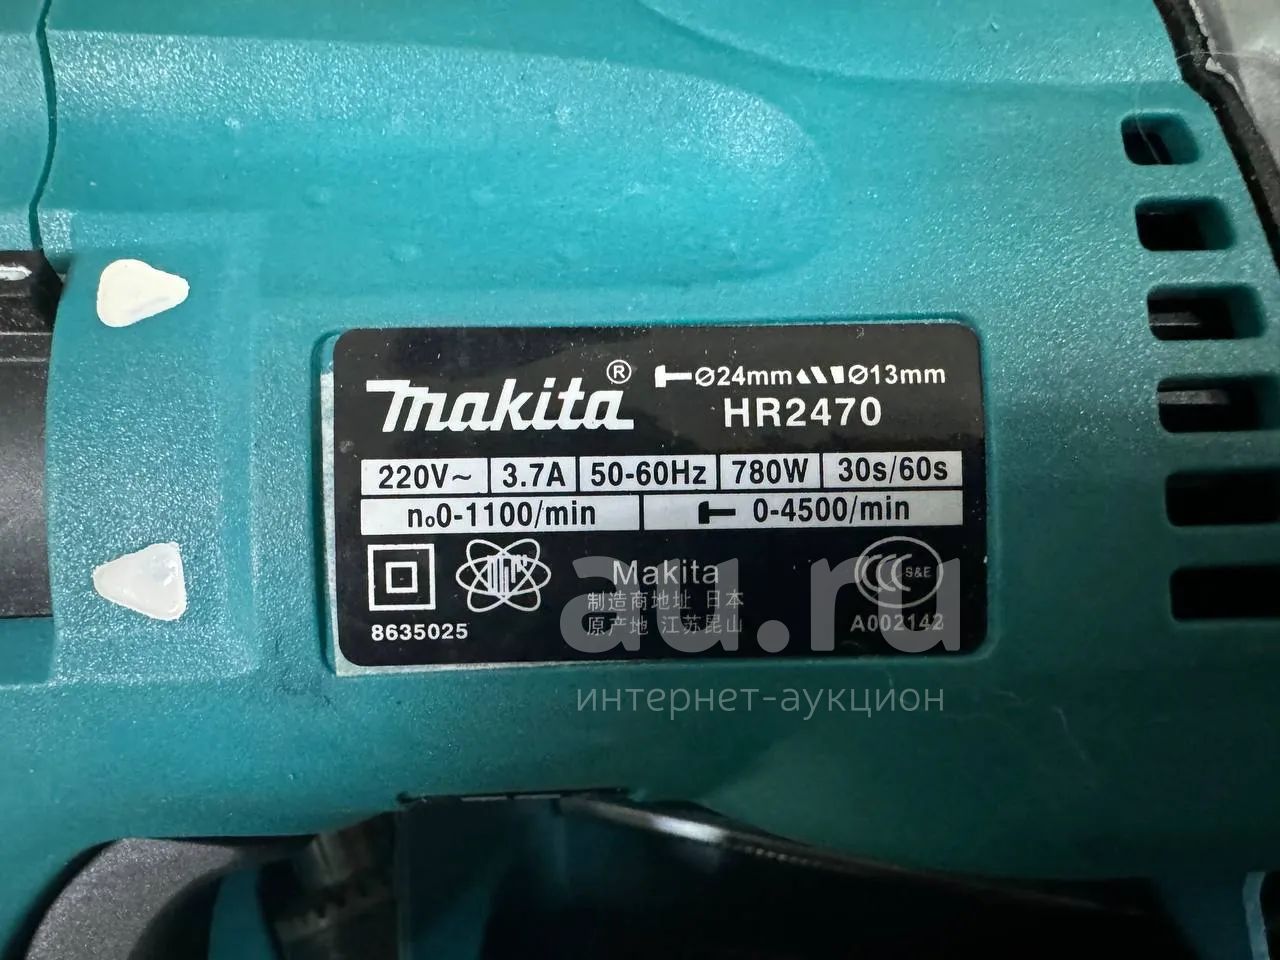 makita®
Ø24mm Ø13mm
HR2470
220V~ 3.7A 50-60Hz 780W 30s/60s
n₀0-1100/min 0-4500/min
Makita
制造商地址 日本
原产地 江苏昆山
8635025
S&E
A002142
au.ru
интернет-аукцион